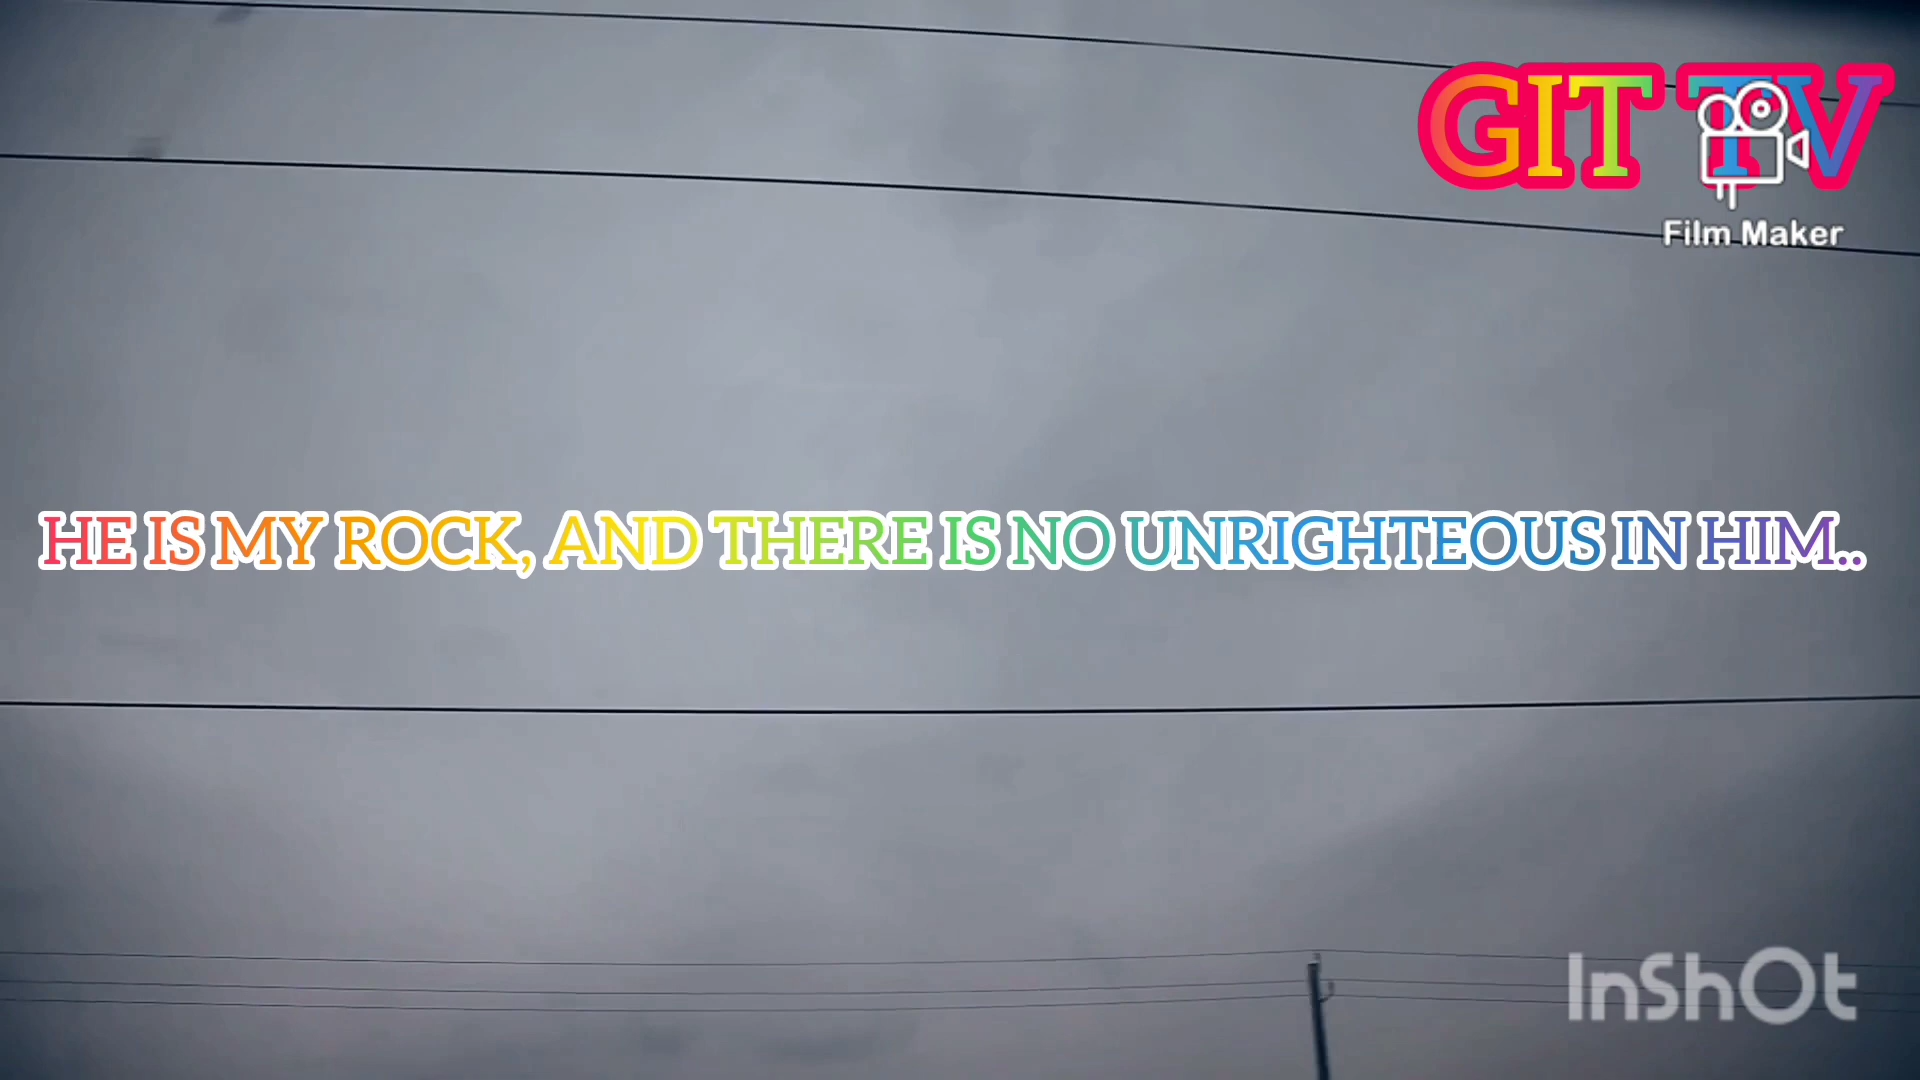 GIT TV
Film Maker
HE IS MY ROCK, AND THERE IS NO UNRIGHTEOUS IN HIM..
InShOt